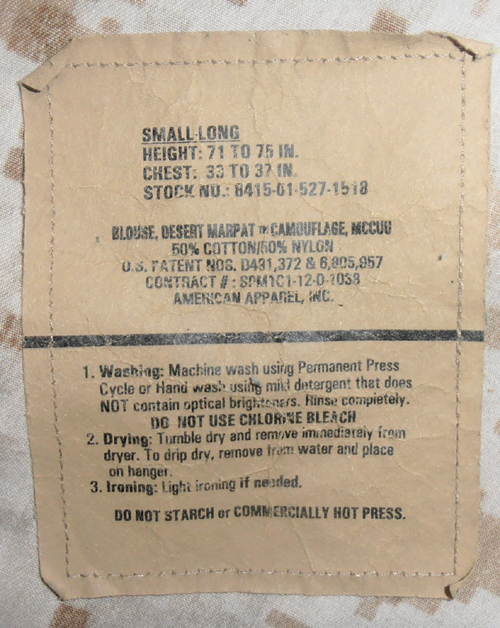 SMALL-LONG
HEIGHT: 71 TO 75 IN.
CHEST: 33 TO 37 IN.
STOCK NO.: 8415-01-527-1518
BLOUSE, DESERT MARPAT ™ CAMOUFLAGE, MCCUU
50% COTTON/50% NYLON
U.S. PATENT NOS. D491,372 & 6,805,957
CONTRACT # : SPM1C1-12-D-1038
AMERICAN APPAREL, INC.
1. Washing: Machine wash using Permanent Press
Cycle or Hand wash using mild detergent that does
NOT contain optical brighteners. Rinse completely.
DO NOT USE CHLORINE BLEACH
2. Drying: Tumble dry and remove immediately from
dryer. To drip dry, remove from water and place
on hanger.
3. Ironing: Light ironing if needed.
DO NOT STARCH or COMMERCIALLY HOT PRESS.